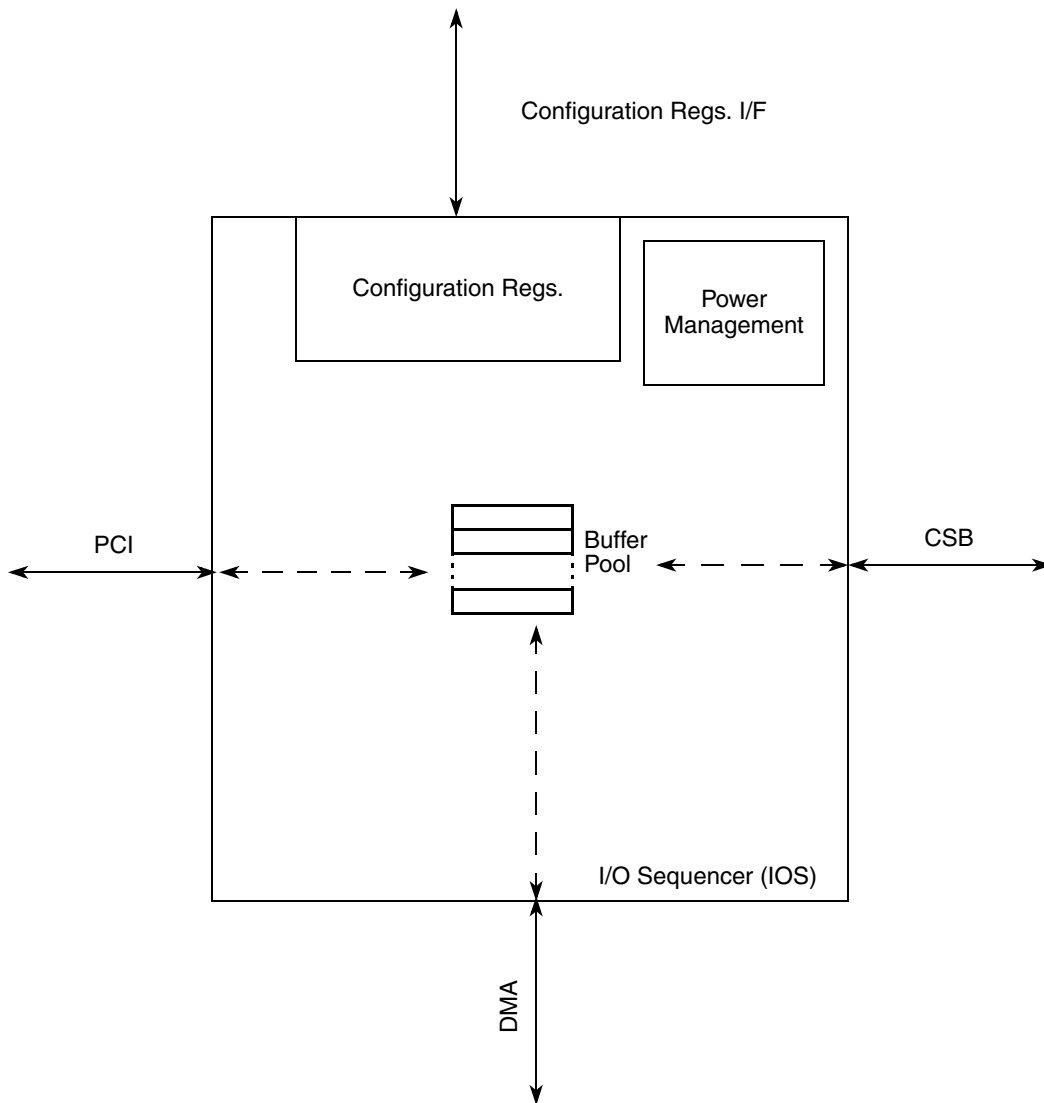 Configuration Regs. I/F
Configuration Regs.
Power
Management
PCI
Buffer
Pool
CSB
I/O Sequencer (IOS)
DMA